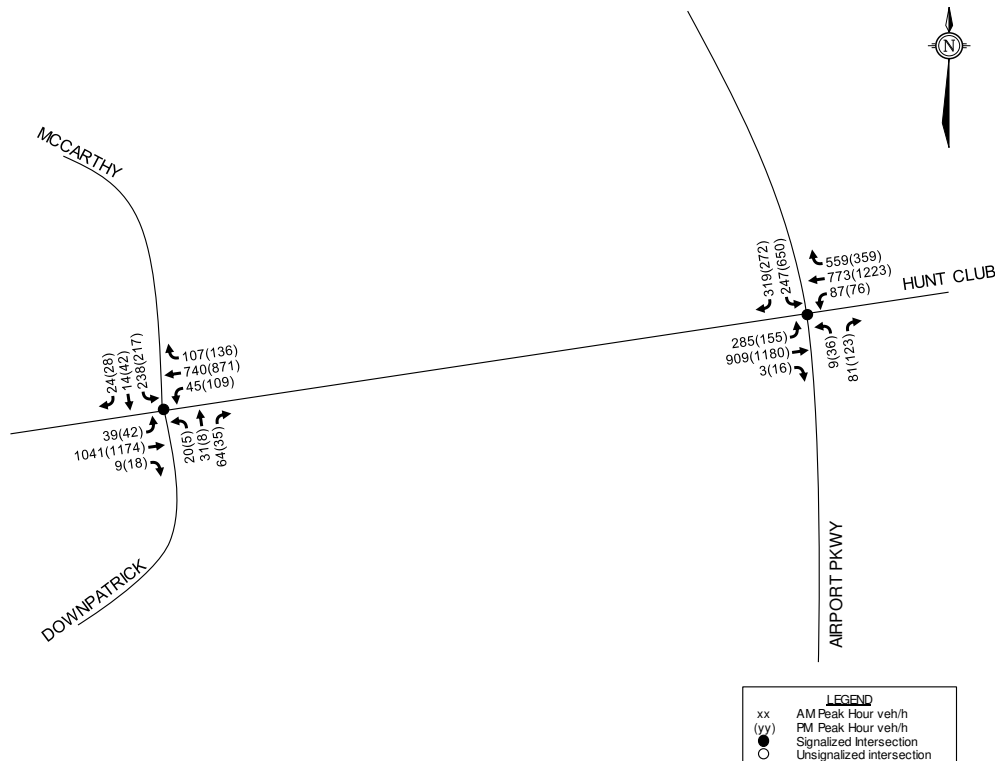 N
MCCARTHY
319(272)
247(650)
559(359)
773(1223)
87(76)
HUNT CLUB
285(155)
909(1180)
3(16)
9(36)
81(123)
24(28)
14(42)
238(217)
107(136)
740(871)
45(109)
39(42)
1041(1174)
9(18)
20(5)
31(8)
64(35)
DOWNPATRICK
AIRPORT PKWY
LEGEND
xx AM Peak Hour veh/h
(yy) PM Peak Hour veh/h
Signalized Intersection
Unsignalized intersection